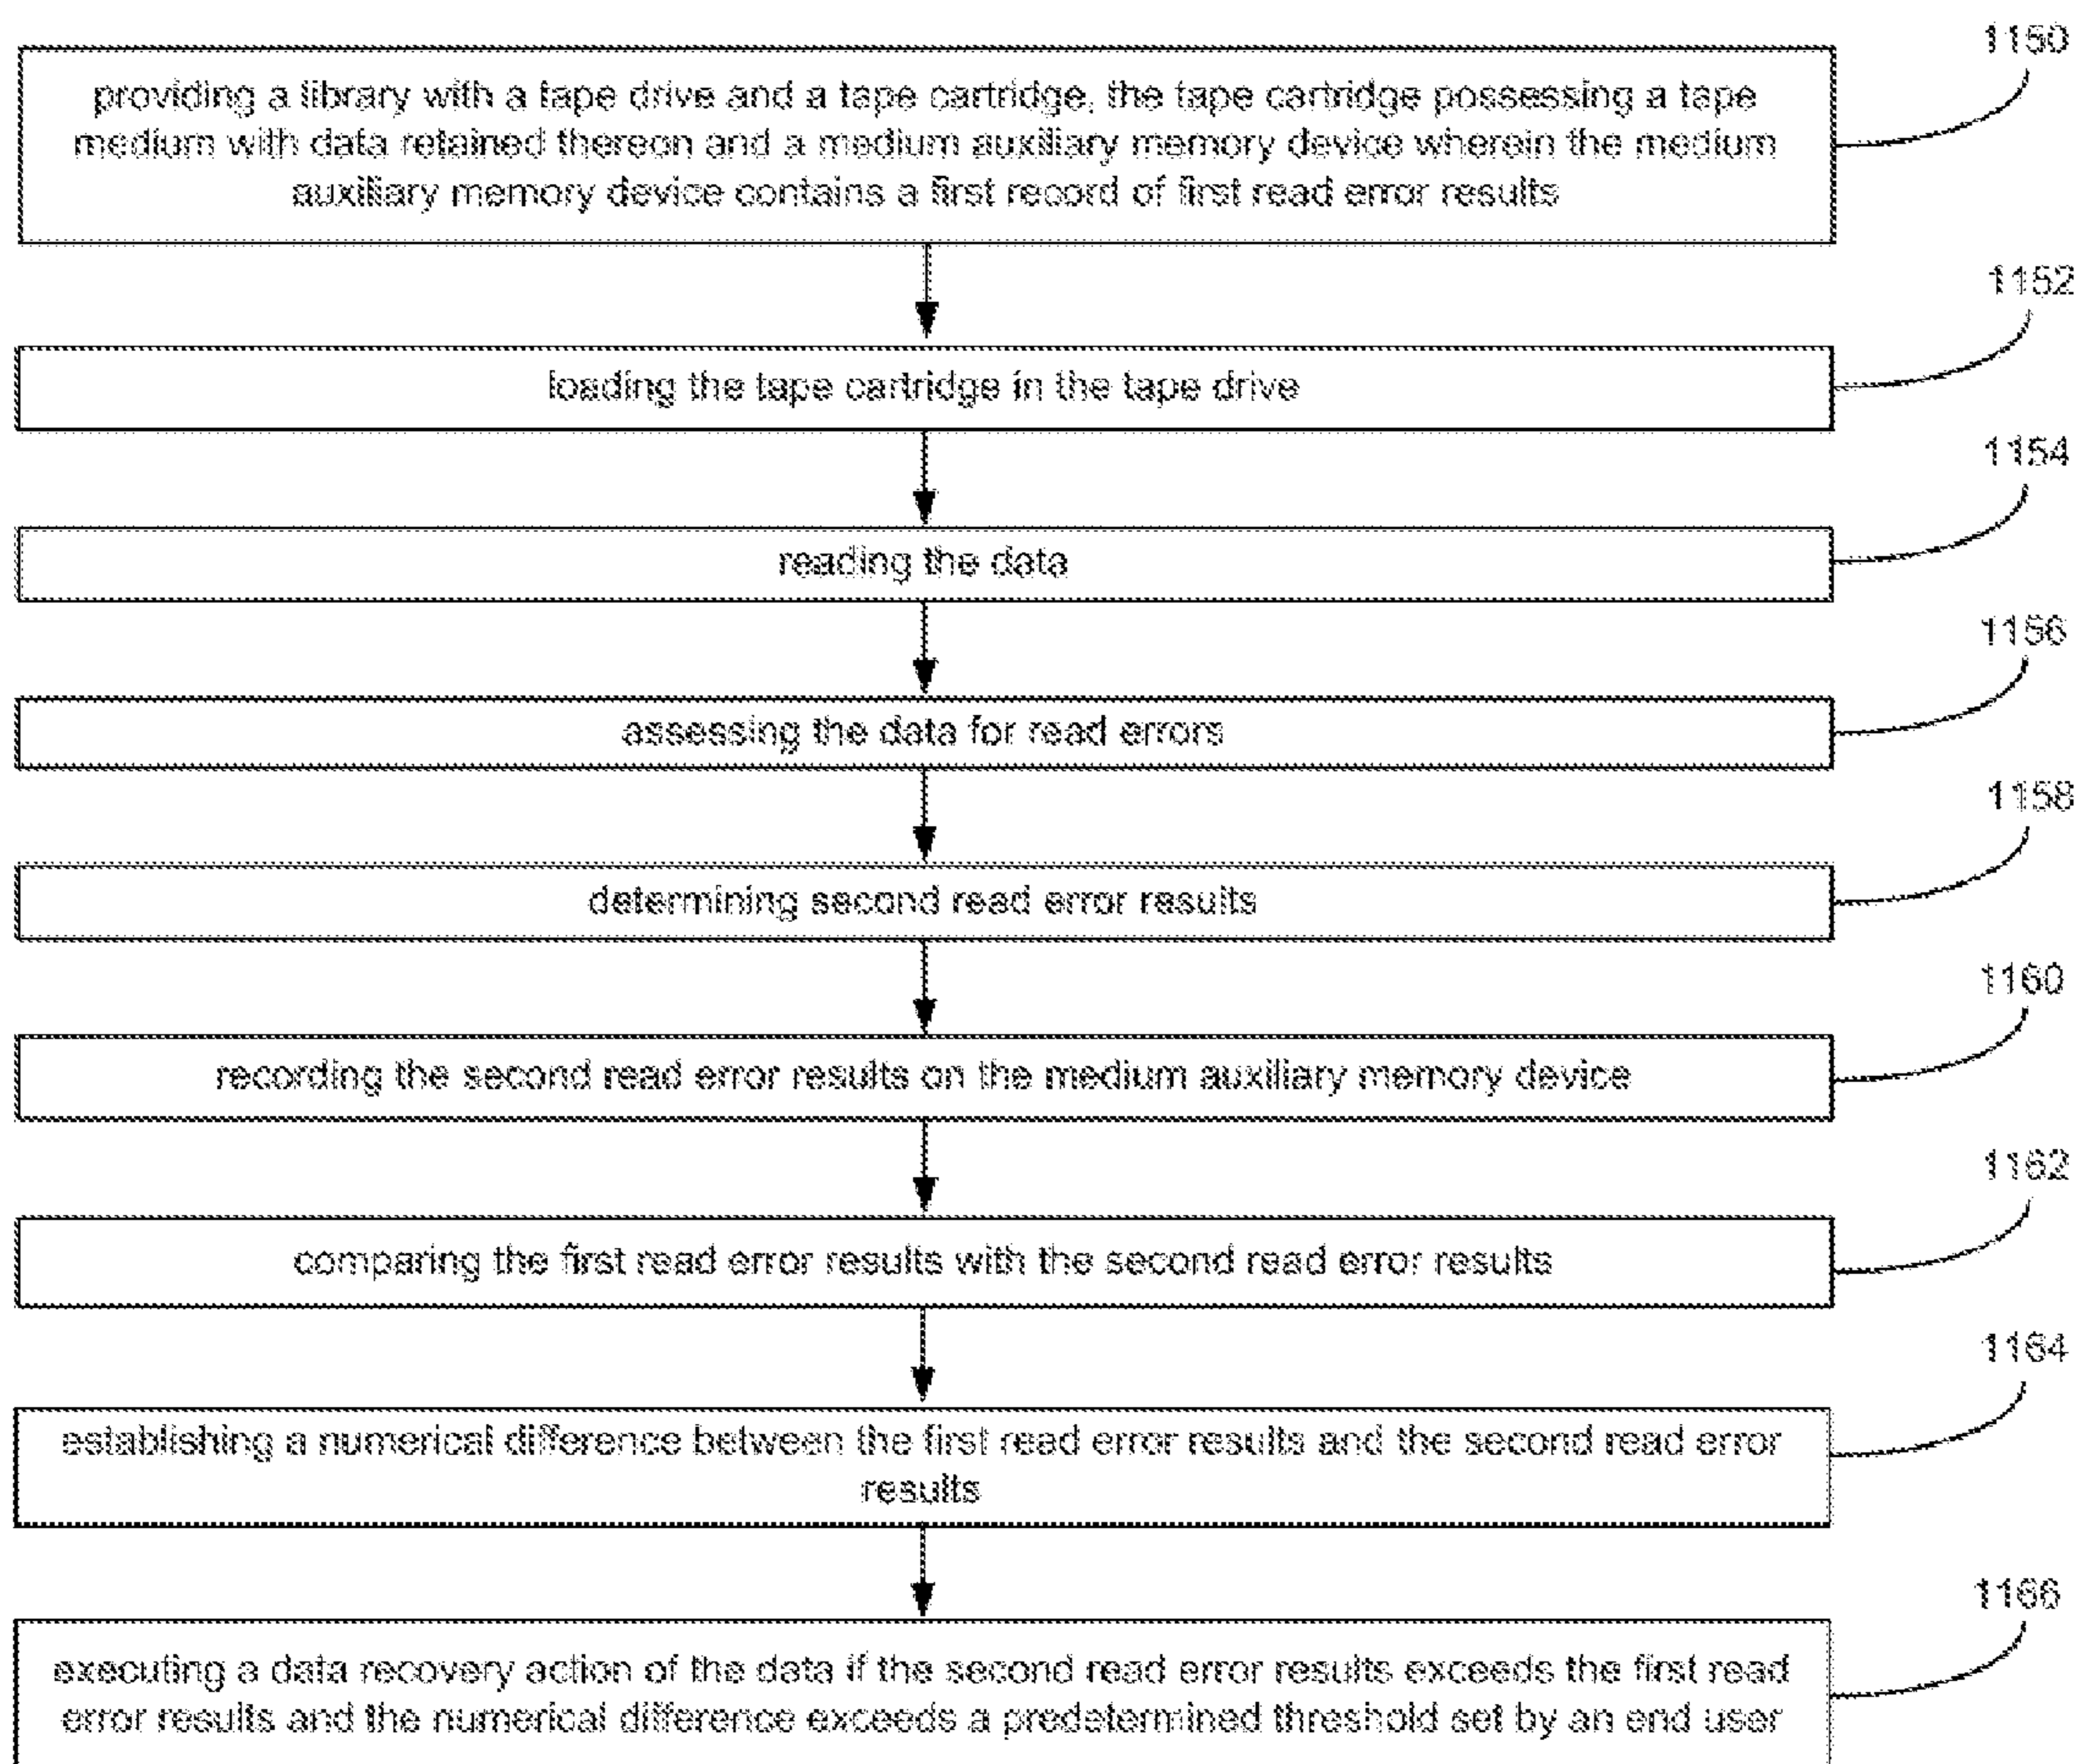 1150
providing a library with a tape drive and a tape cartridge, the tape cartridge possessing a tape
medium with data retained thereon and a medium auxiliary memory device wherein the medium
auxiliary memory device contains a first record of first read error results
1152
loading the tape cartridge in the tape drive
1154
reading the data
1156
assessing the data for read errors
1158
determining second read error results
1160
recording the second read error results on the medium auxiliary memory device
1162
comparing the first read error results with the second read error results
1164
establishing a numerical difference between the first read error results and the second read error
results
1166
executing a data recovery action of the data if the second read error results exceeds the first read
error results and the numerical difference exceeds a predetermined threshold set by an end user